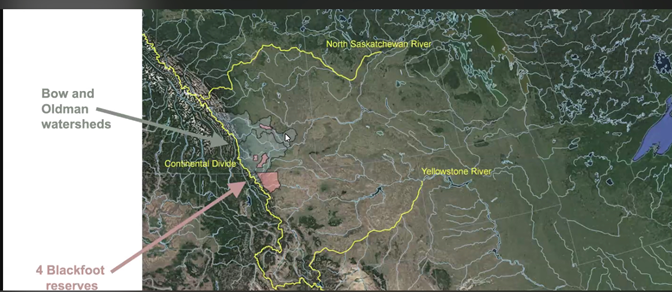 North Saskatchewan River
Bow and
Oldman
watersheds
Continental Divide
Yellowstone River
4 Blackfoot
reserves